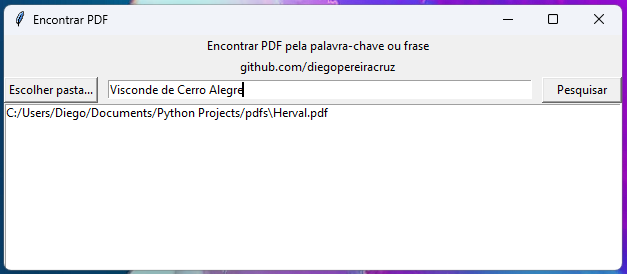 Encontrar PDF
Encontrar PDF pela palavra-chave ou frase
github.com/diegopereiracruz
Escolher pasta... Visconde de Cerro Alegre Pesquisar
C:/Users/Diego/Documents/Python Projects/pdfs\Herval.pdf